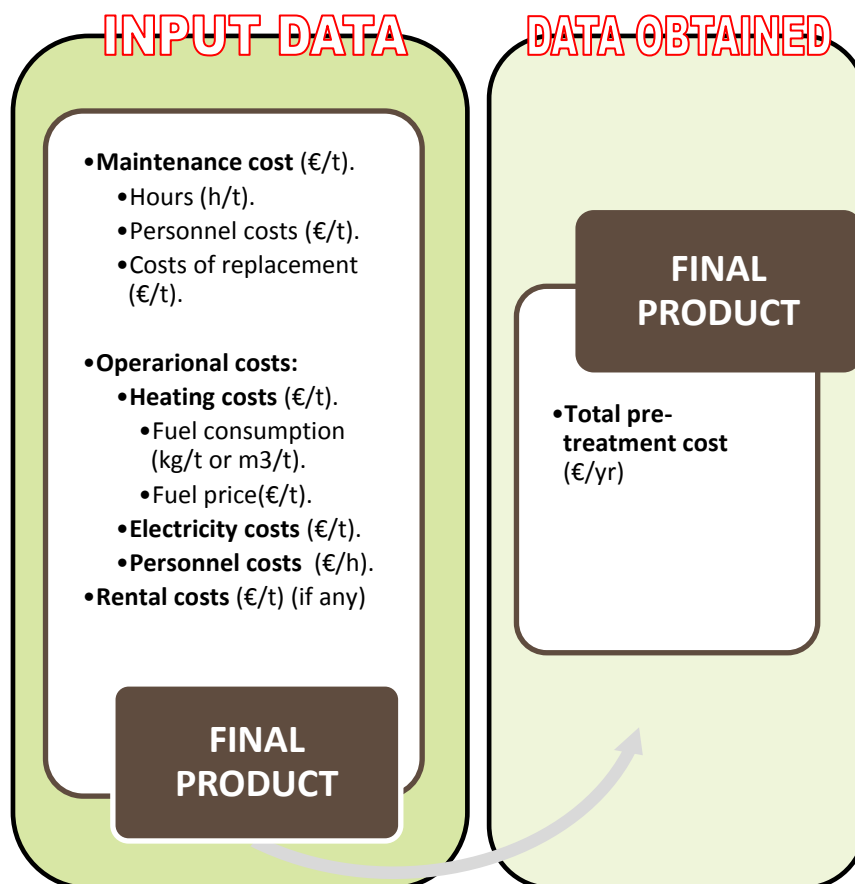 INPUT DATA
•Maintenance cost (€/t).
•Hours (h/t).
•Personnel costs (€/t).
•Costs of replacement
(€/t).
•Operarional costs:
•Heating costs (€/t).
•Fuel consumption
(kg/t or m3/t).
•Fuel price(€/t).
•Electricity costs (€/t).
•Personnel costs (€/h).
•Rental costs (€/t) (if any)
FINAL
PRODUCT
DATA OBTAINED
FINAL
PRODUCT
•Total pre-
treatment cost
(€/yr)